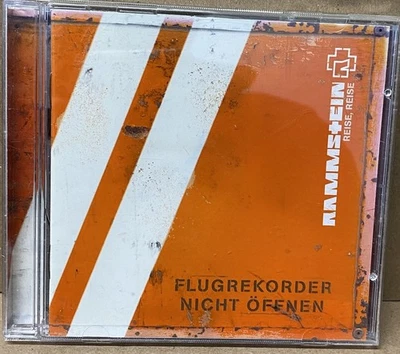 RAMMSTEIN
REISE, REISE
FLUGREKORDER
NICHT ÖFFNEN